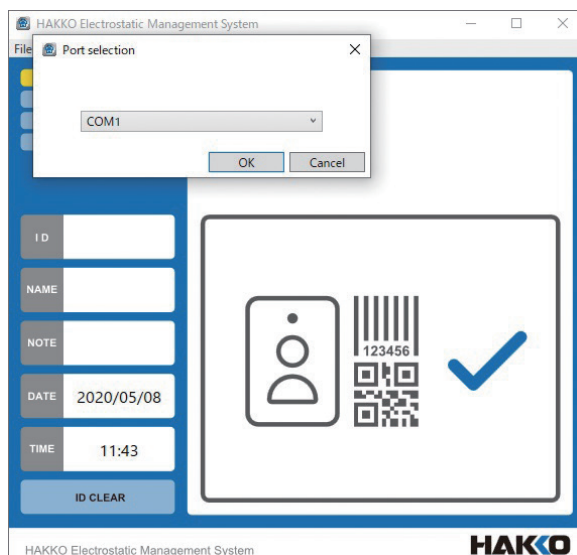 HAKKO Electrostatic Management System
File
Port selection
COM1
OK
Cancel
ID
NAME
NOTE
DATE
2020/05/08
TIME
11:43
ID CLEAR
123456
HAKKO Electrostatic Management System
HAKKO